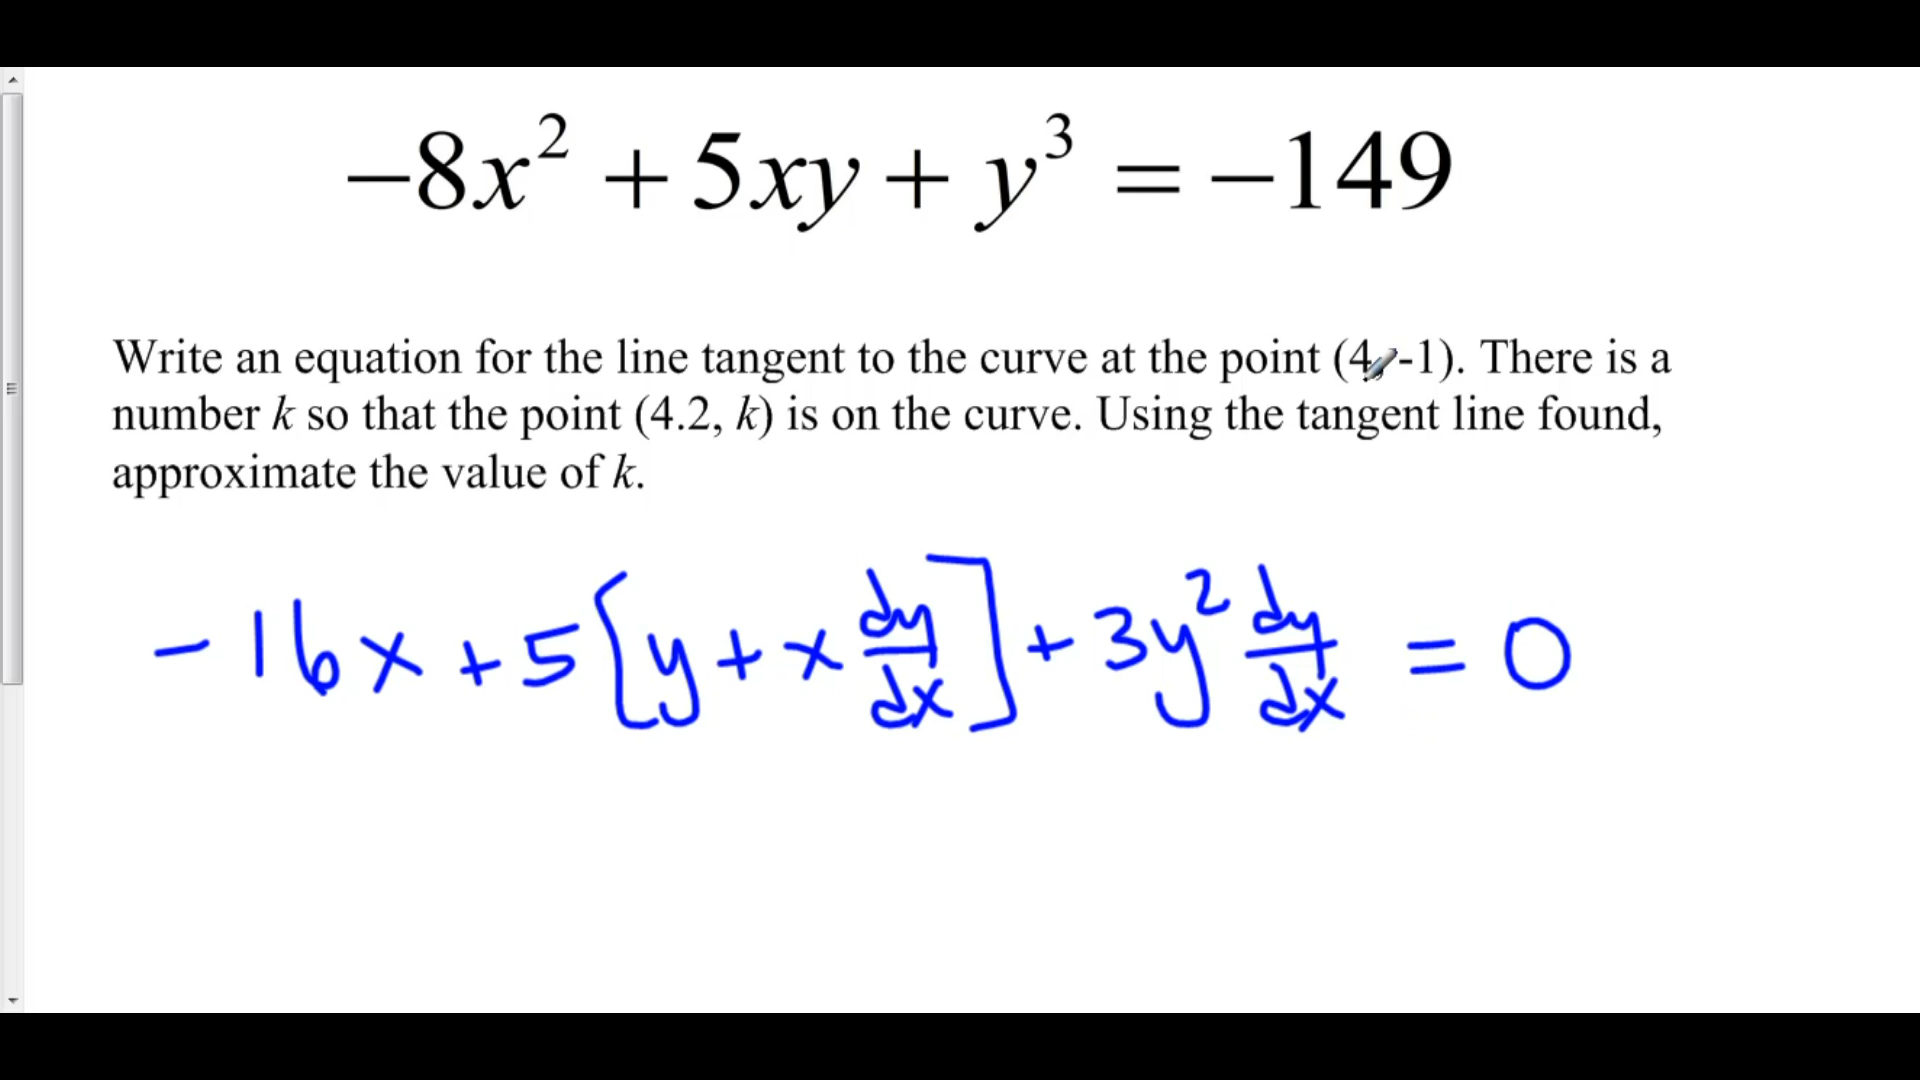 −8x² + 5xy + y³ = −149
Write an equation for the line tangent to the curve at the point (4, -1). There is a
number k so that the point (4.2, k) is on the curve. Using the tangent line found,
approximate the value of k.
-16x + 5[y + x dy/dx] + 3y² dy/dx = 0